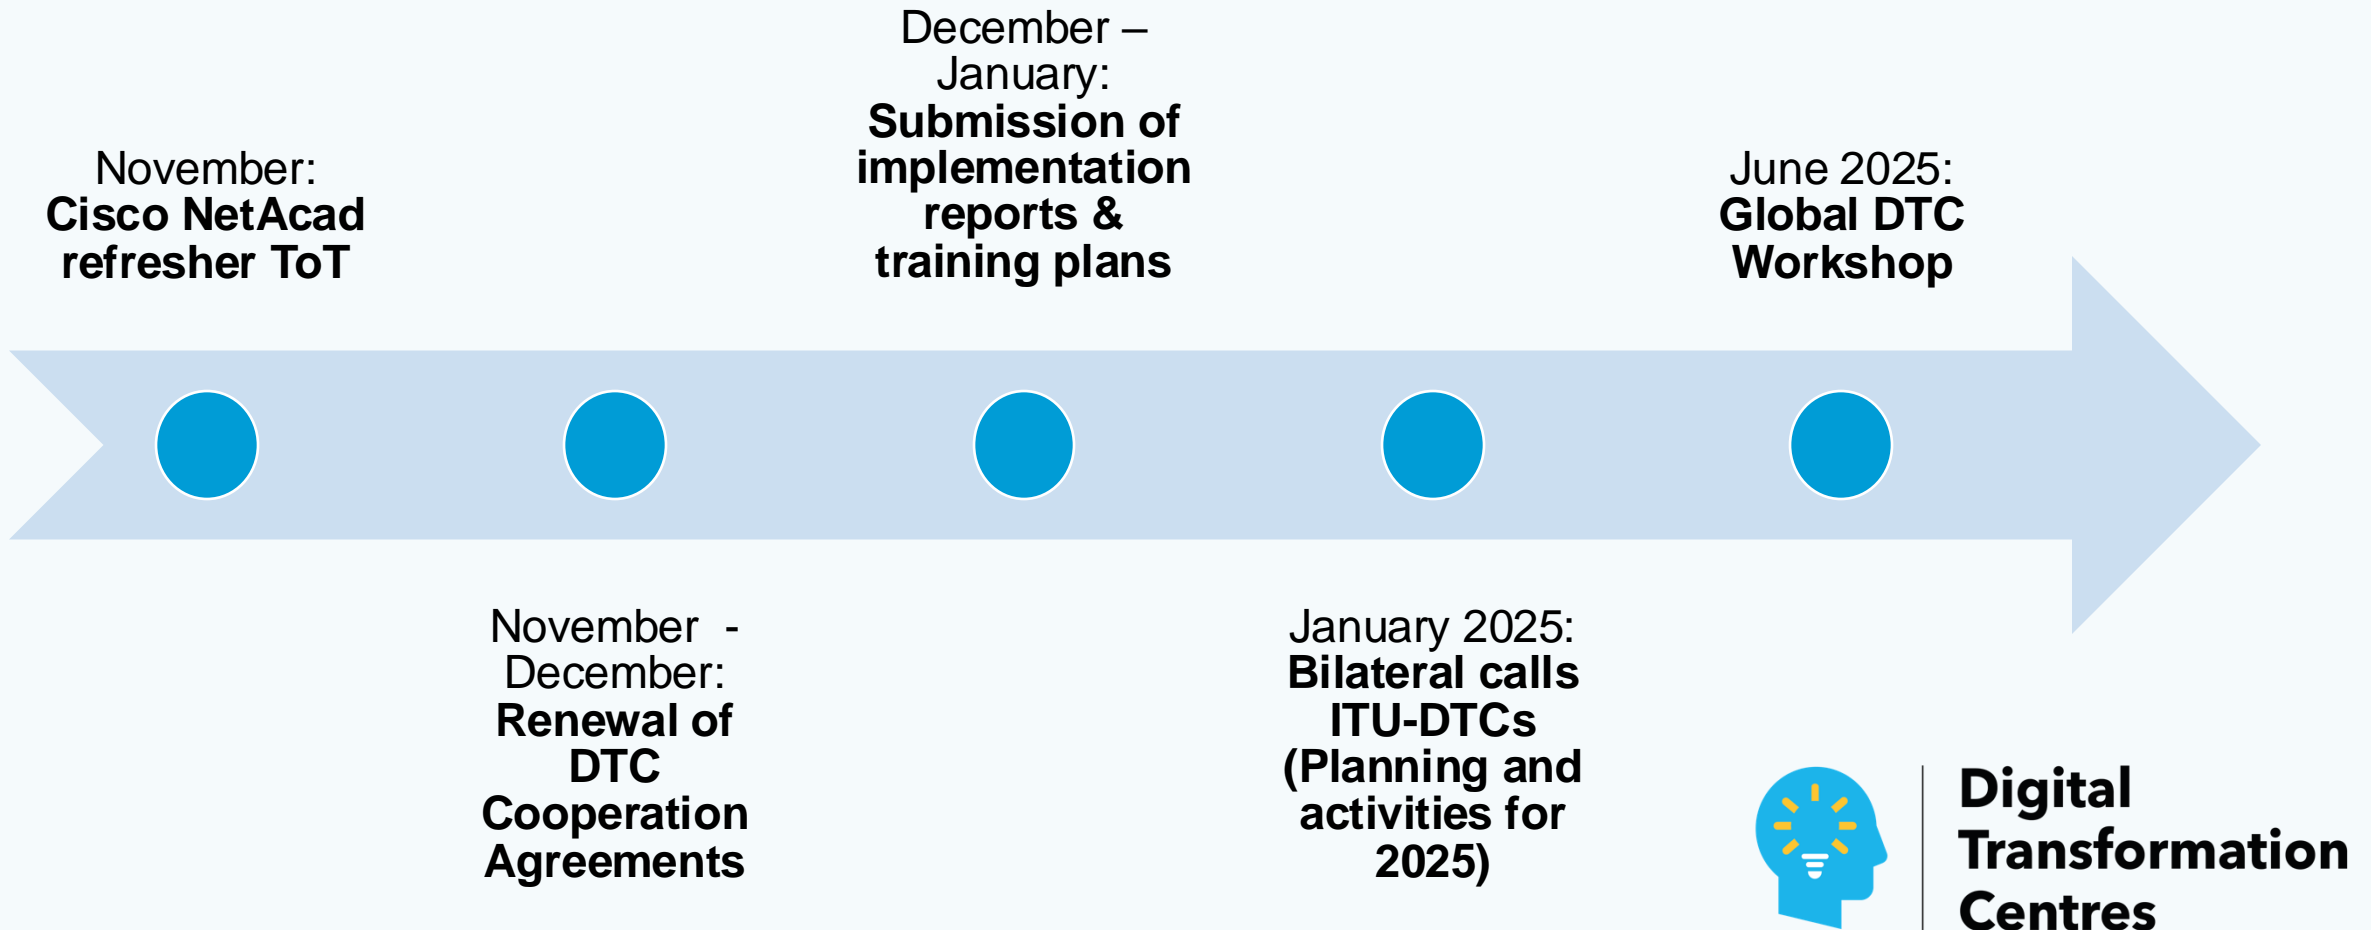 November:
Cisco NetAcad
refresher ToT
November  -
December:
Renewal of
DTC
Cooperation
Agreements
December –
January:
Submission of
implementation
reports &
training plans
January 2025:
Bilateral calls
ITU-DTCs
(Planning and
activities for
2025)
June 2025:
Global DTC
Workshop
Digital
Transformation
Centres